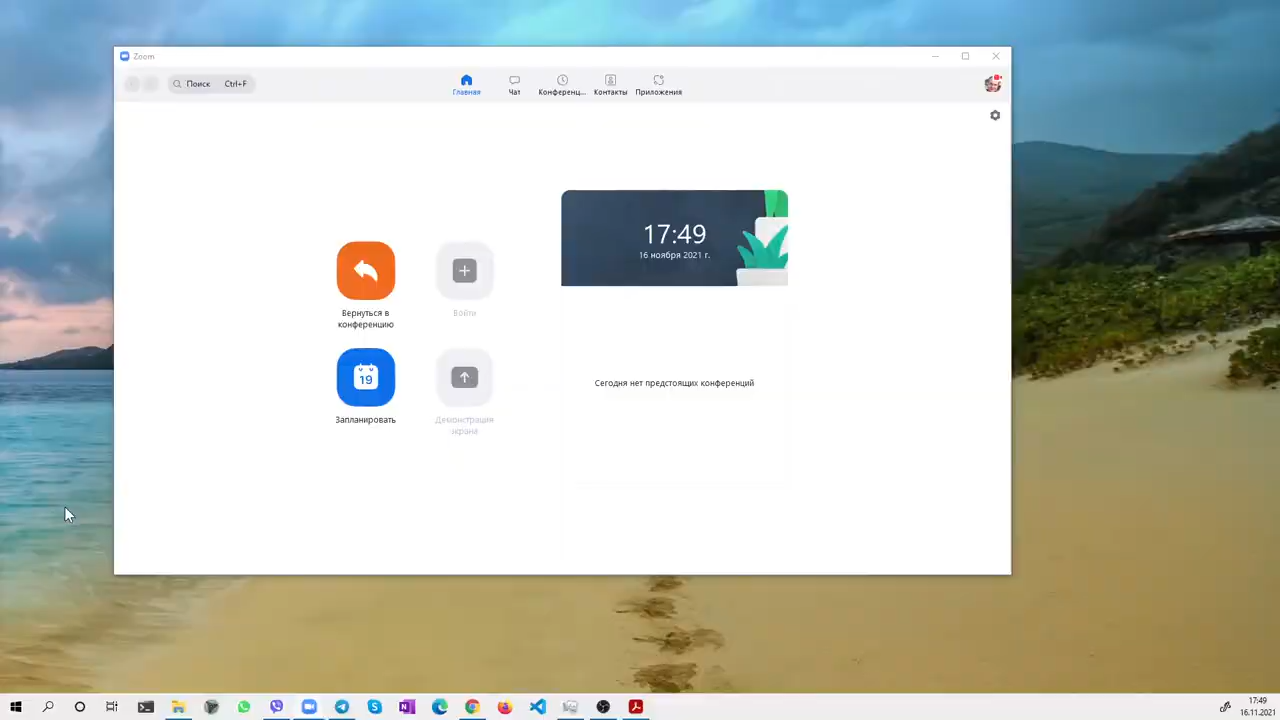 Zoom
Поиск Ctrl+F
Главная
Чат
Конференц...
Контакты
Приложения
17:49
16 ноября 2021 г.
Вернуться в
конференцию
Войти
19
Запланировать
Демонстрация
экрана
Сегодня нет предстоящих конференций
17:49
16.11.2021